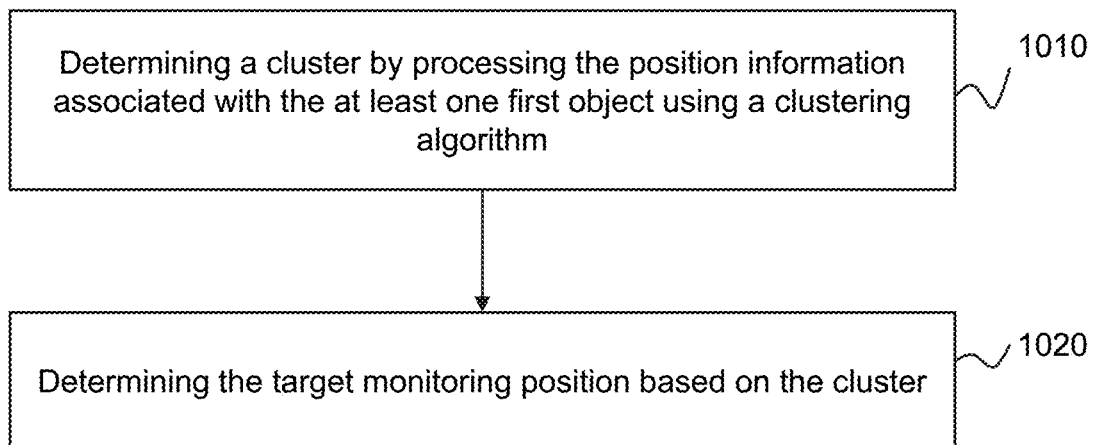 Determining a cluster by processing the position information
associated with the at least one first object using a clustering
algorithm
1010
Determining the target monitoring position based on the cluster
1020